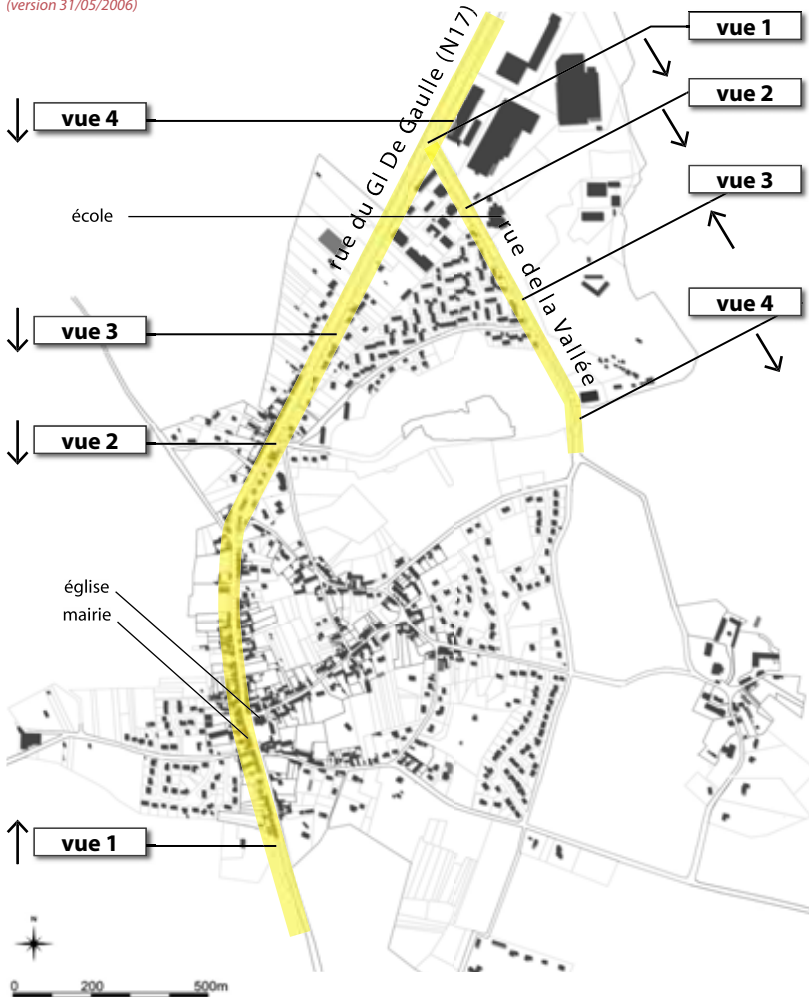 (version 31/05/2006)
rue du Gl De Gaulle (N17)
vue 1
vue 2
vue 4
vue 3
école
rue de la Vallée
vue 4
vue 3
vue 2
église
mairie
vue 1
N
0 200 500m